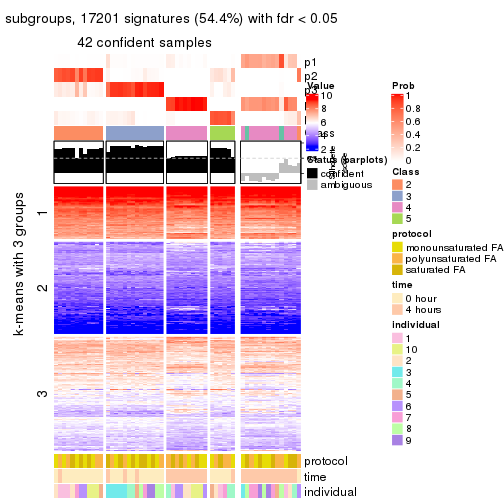 subgroups, 17201 signatures (54.4%) with fdr < 0.05
42 confident samples
p1
p2
Value
10
8
2
Status (barplots)
confident
ambiguous
Prob
1
0.8
0.6
0.4
0.2
0
Class
2
3
4
5
protocol
monounsaturated FA
polyunsaturated FA
saturated FA
time
0 hour
4 hours
individual
1
10
2
3
4
5
6
7
8
9
k-means with 3 groups
1
2
3
protocol
time
individual